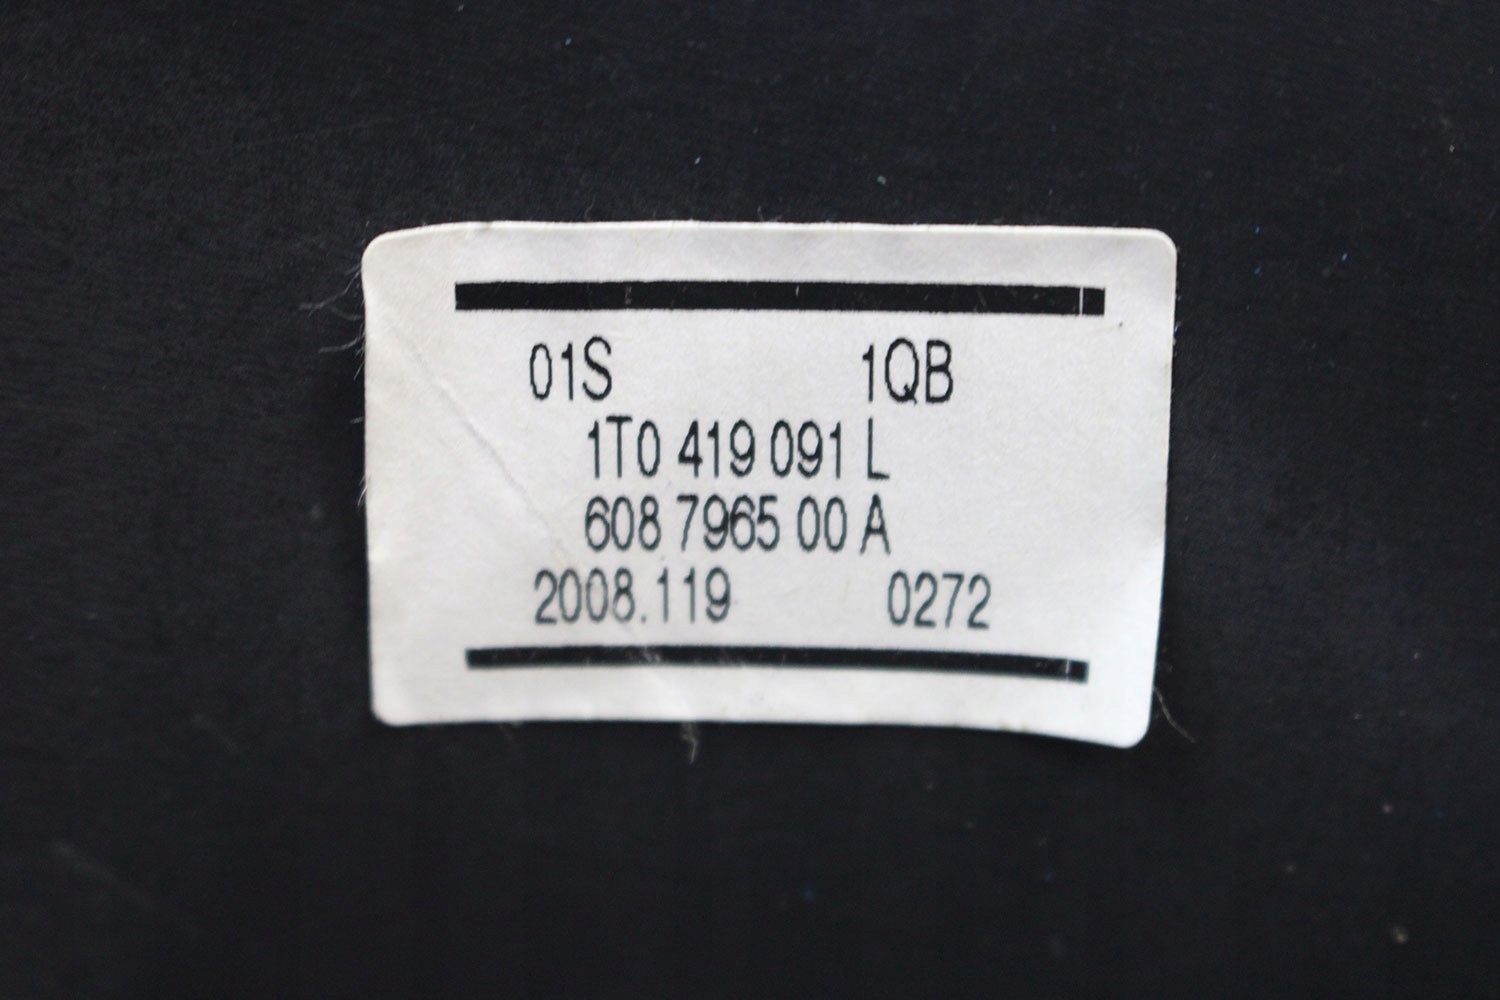 01S 1QB
1T0 419 091 L
608 7965 00 A
2008.119 0272